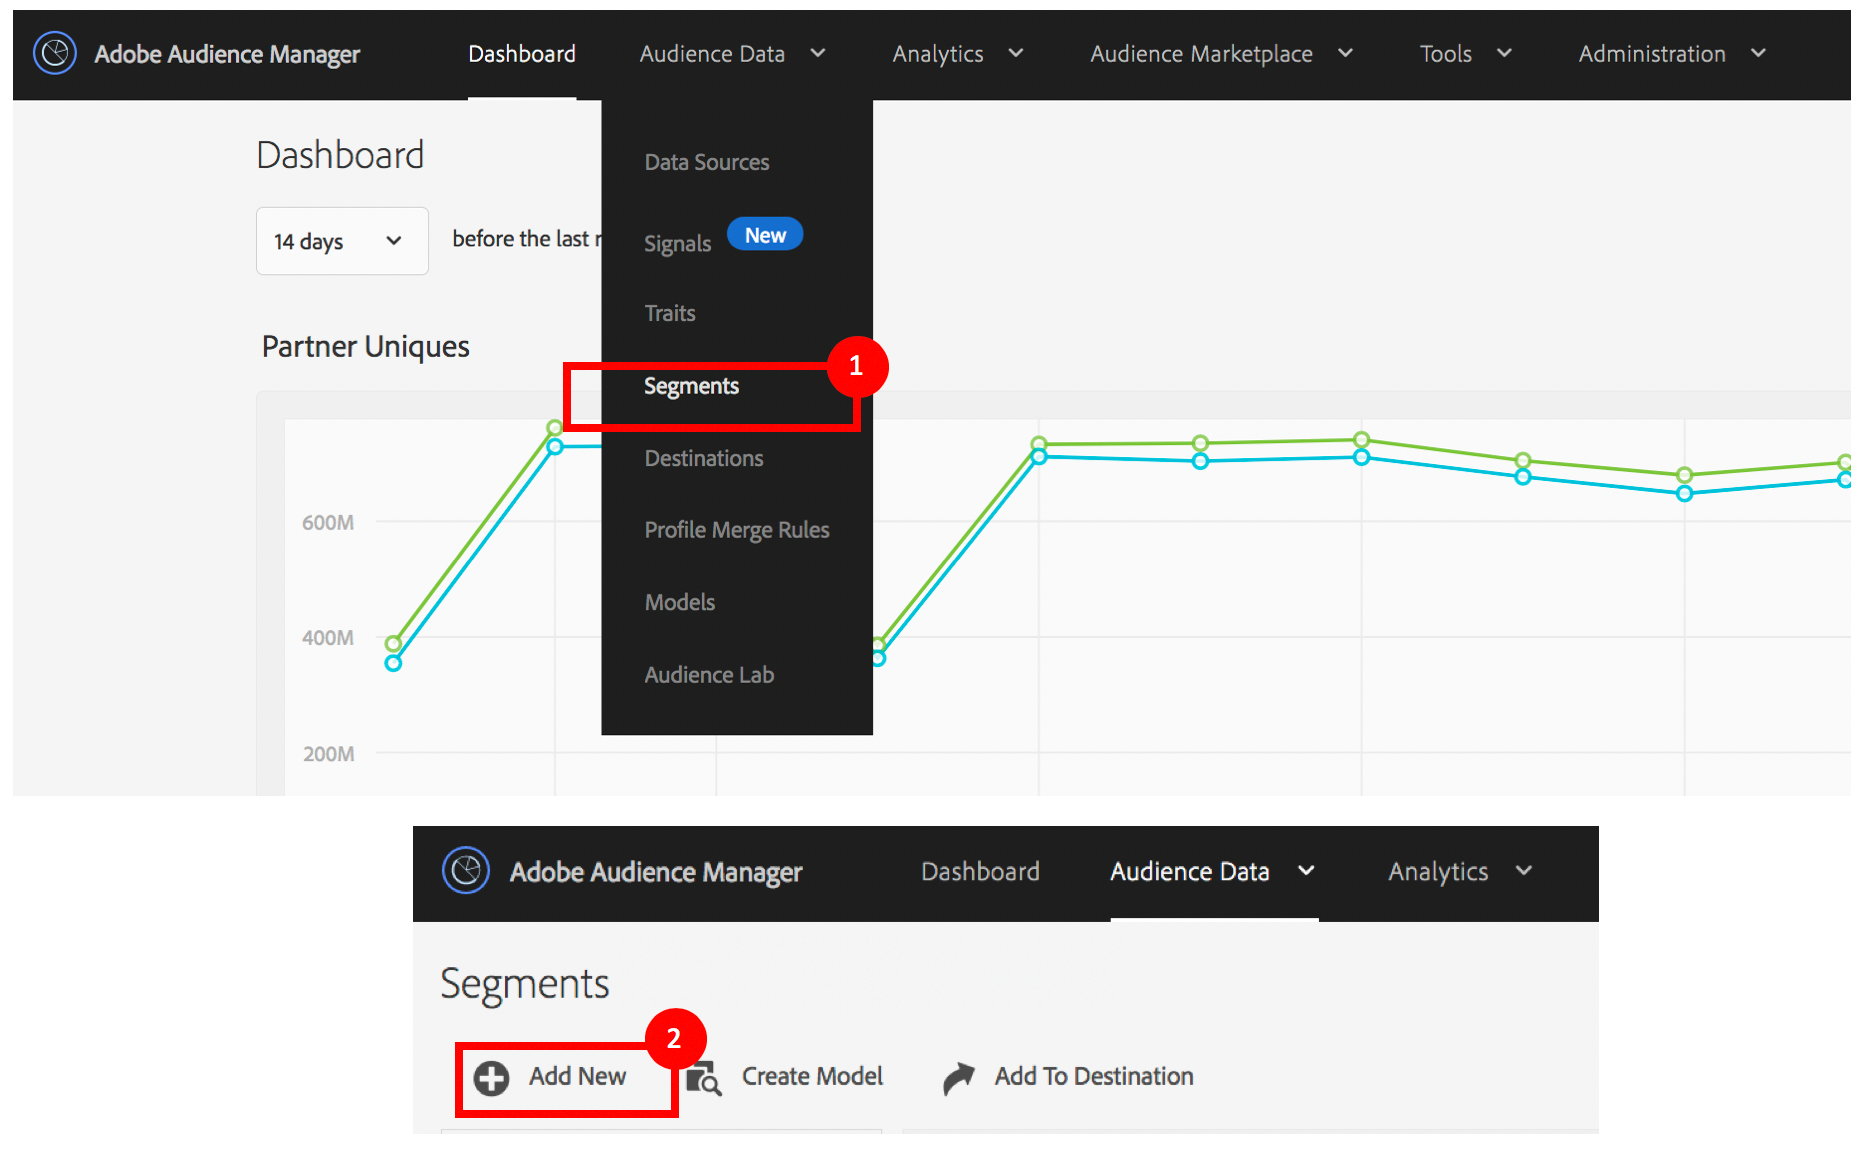 Adobe Audience Manager Dashboard Audience Data Analytics Audience Marketplace Tools Administration
Dashboard
14 days before the last
Data Sources
Signals New
Traits
Partner Uniques
1
Segments
Destinations
Profile Merge Rules
Models
Audience Lab
600M
400M
200M
Adobe Audience Manager Dashboard Audience Data Analytics
Segments
2
Add New Create Model Add To Destination